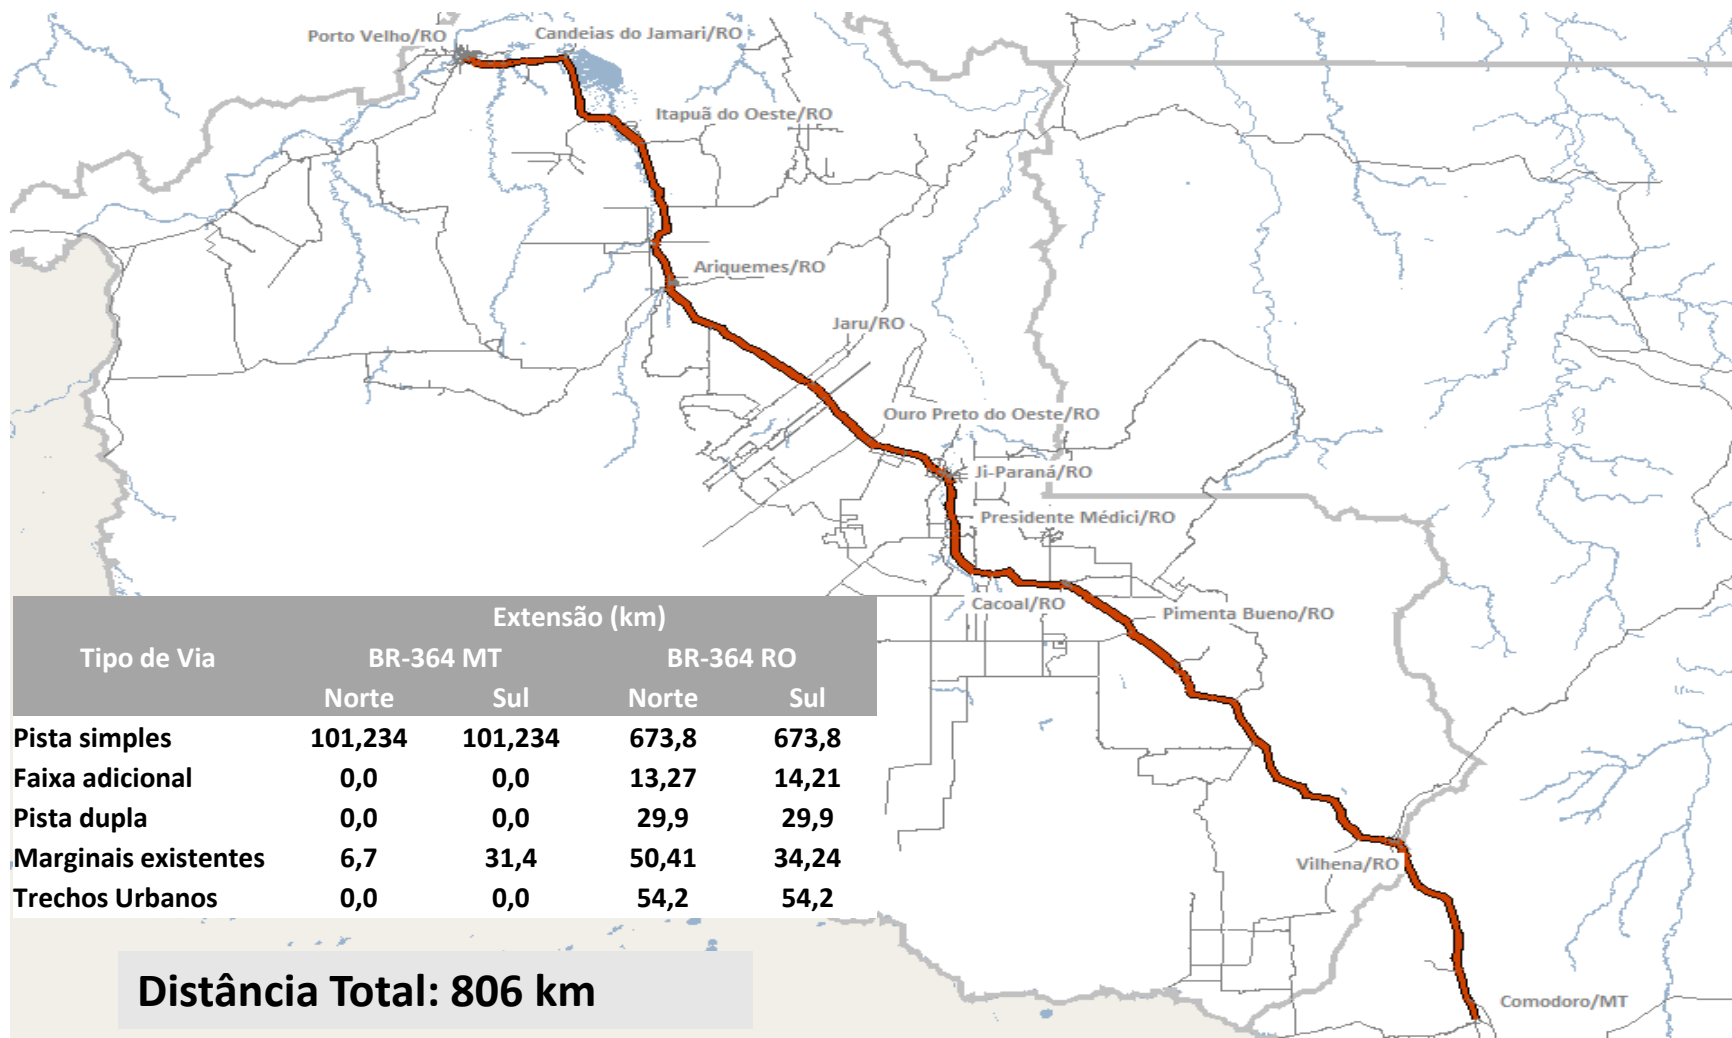 Porto Velho/RO
Candeias do Jamari/RO
Itapuã do Oeste/RO
Ariquemes/RO
Jaru/RO
Ouro Preto do Oeste/RO
Ji-Paraná/RO
Presidente Médici/RO
Cacoal/RO
Pimenta Bueno/RO
Vilhena/RO
Comodoro/MT
Extensão (km)
Tipo de Via BR-364 MT BR-364 RO
Norte Sul Norte Sul
Pista simples 101,234 101,234 673,8 673,8
Faixa adicional 0,0 0,0 13,27 14,21
Pista dupla 0,0 0,0 29,9 29,9
Marginais existentes 6,7 31,4 50,41 34,24
Trechos Urbanos 0,0 0,0 54,2 54,2
Distância Total: 806 km